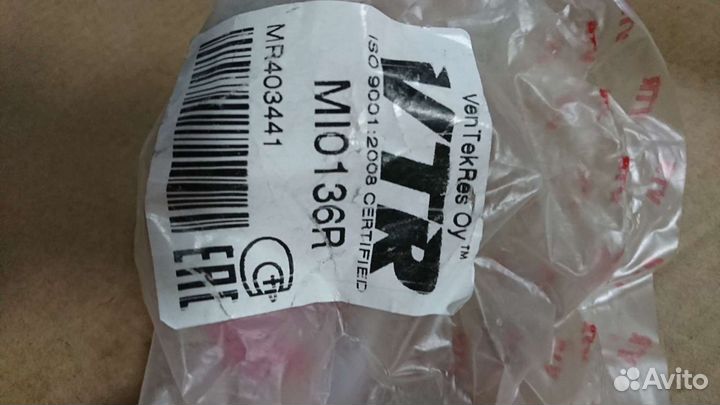 VenTekRes Oy™
VTR
ISO 9001:2008 CERTIFIED
MI0136R
MR403441
EAC
Avito